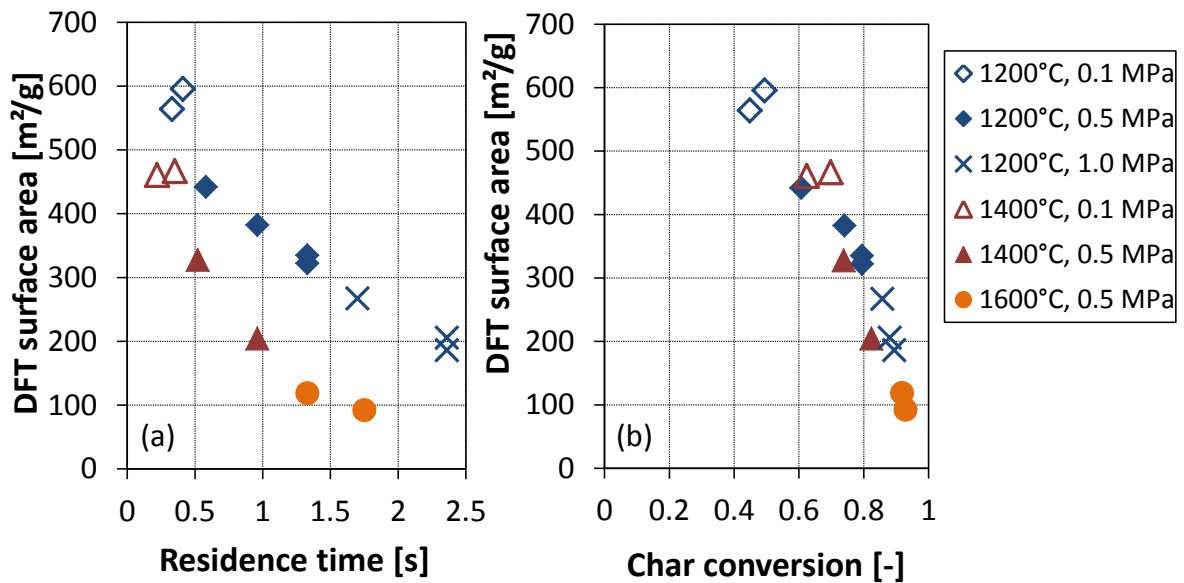 DFT surface area [m²/g]
700
600
500
400
300
200
100
0
(a)
0 0.5 1 1.5 2 2.5
Residence time [s]
DFT surface area [m²/g]
700
600
500
400
300
200
100
0
(b)
0 0.2 0.4 0.6 0.8 1
Char conversion [-]
1200°C, 0.1 MPa
1200°C, 0.5 MPa
1200°C, 1.0 MPa
1400°C, 0.1 MPa
1400°C, 0.5 MPa
1600°C, 0.5 MPa